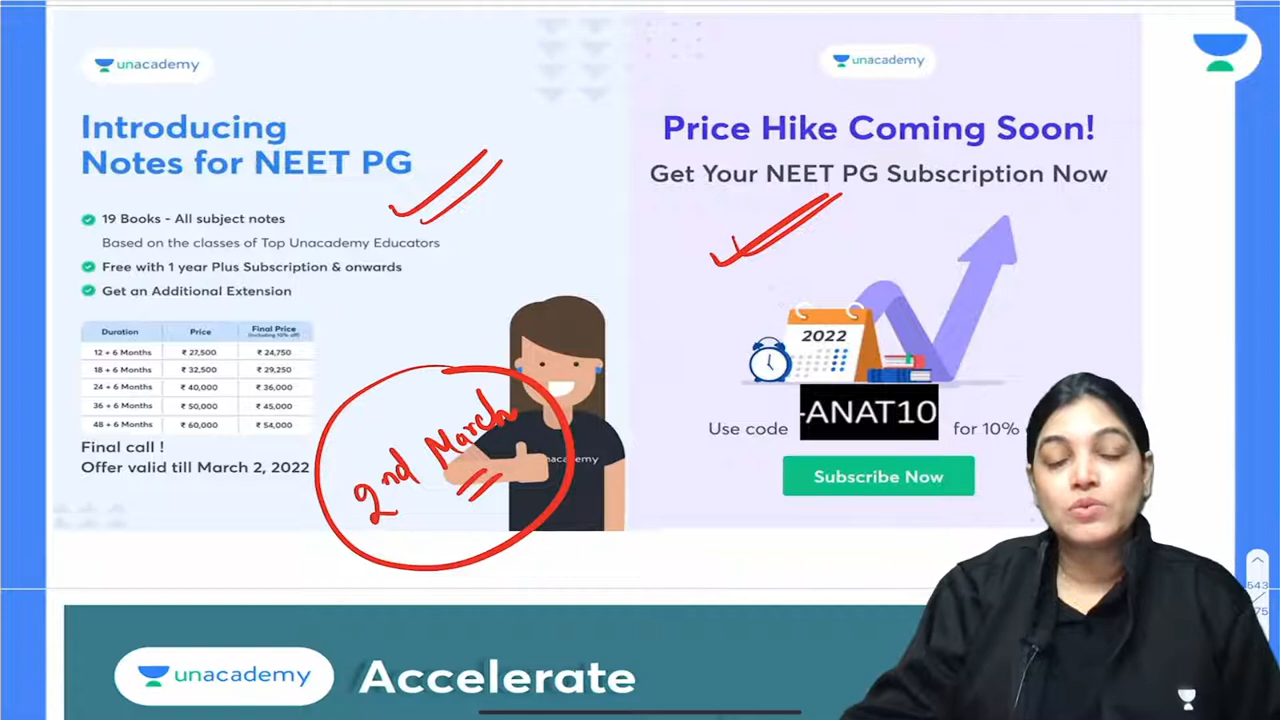 unacademy
Introducing
Notes for NEET PG
19 Books - All subject notes
Based on the classes of Top Unacademy Educators
Free with 1 year Plus Subscription & onwards
Get an Additional Extension
Duration Price Final Price
(Including 10% off)
12 + 6 Months ₹ 27,500 ₹ 24,750
18 + 6 Months ₹ 32,500 ₹ 29,250
24 + 6 Months ₹ 40,000 ₹ 36,000
36 + 6 Months ₹ 50,000 ₹ 45,000
48 + 6 Months ₹ 60,000 ₹ 54,000
Final call !
Offer valid till March 2, 2022
2nd March
unacademy
Price Hike Coming Soon!
Get Your NEET PG Subscription Now
2022
Use code -ANAT10 for 10%
Subscribe Now
543
unacademy Accelerate